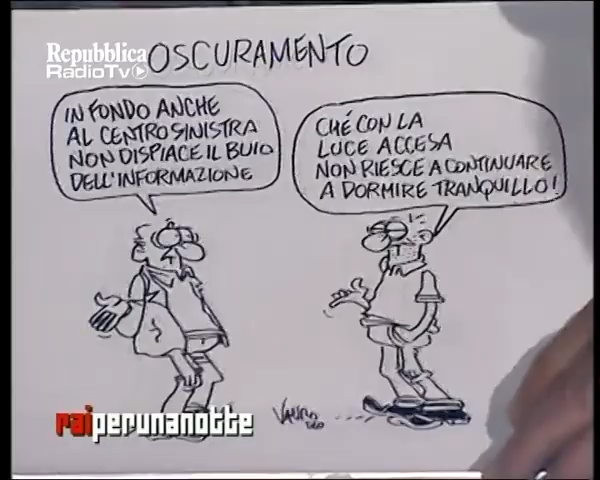 Repubblica
RadioTv
OSCURAMENTO
IN FONDO ANCHE
AL CENTROSINISTRA
NON DISPIACE IL BUIO
DELL'INFORMAZIONE
CHÉ CON LA
LUCE ACCESA
NON RIESCE A CONTINUARE
A DORMIRE TRANQUILLO!
raiperunanotte
VAURO